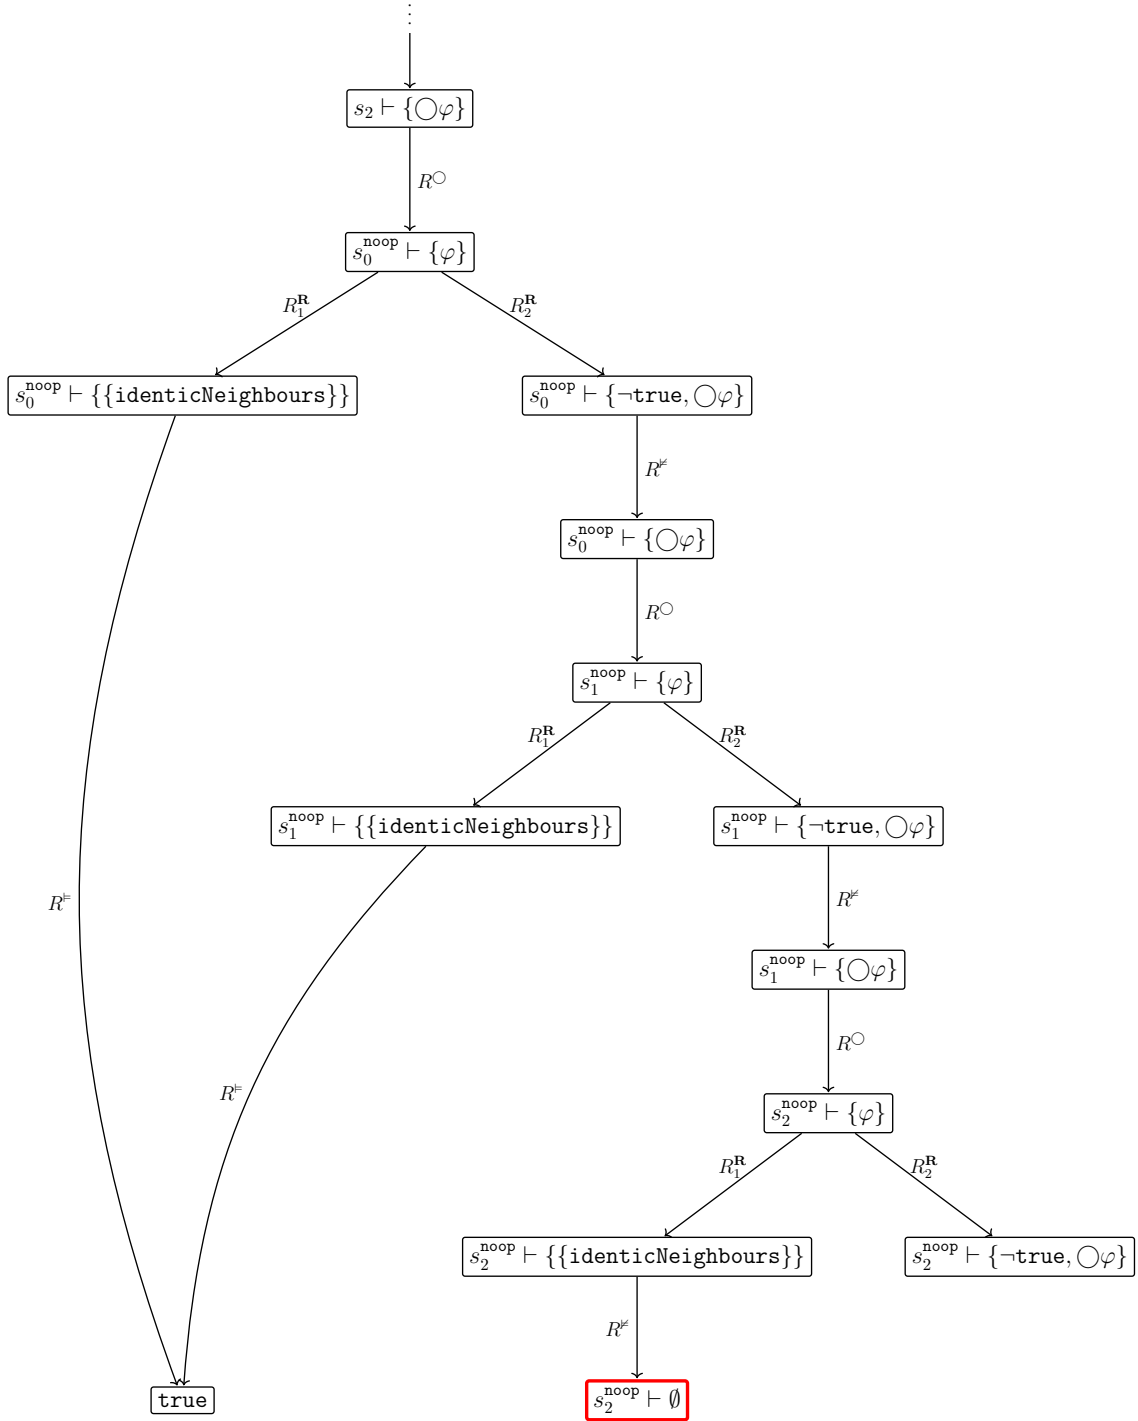 ⋮
s₂ ⊢ {◯φ}
R^◯
s₀^noop ⊢ {φ}
R₁^𝐑
R₂^𝐑
s₀^noop ⊢ {{identicNeighbours}}
s₀^noop ⊢ {¬true, ◯φ}
R^⊭
s₀^noop ⊢ {◯φ}
R^◯
s₁^noop ⊢ {φ}
R₁^𝐑
R₂^𝐑
s₁^noop ⊢ {{identicNeighbours}}
s₁^noop ⊢ {¬true, ◯φ}
R^⊨
R^⊭
s₁^noop ⊢ {◯φ}
R^◯
R^⊨
s₂^noop ⊢ {φ}
R₁^𝐑
R₂^𝐑
s₂^noop ⊢ {{identicNeighbours}}
s₂^noop ⊢ {¬true, ◯φ}
R^⊭
true
s₂^noop ⊢ ∅